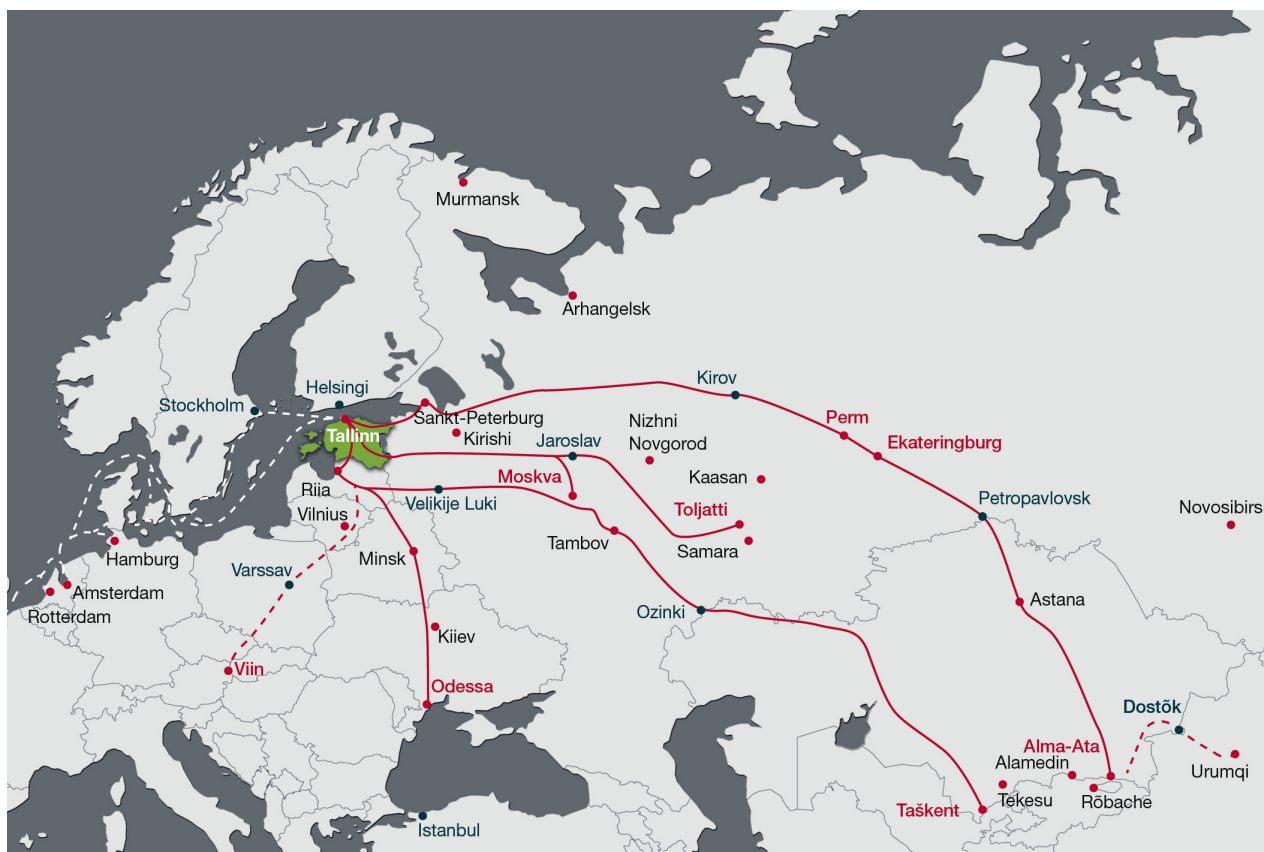 Murmansk
Arhangelsk
Kirov
Helsingi
Stockholm
Perm
Sankt-Peterburg
Nizhni
Novgorod
Tallinn
Kirishi
Jaroslav
Ekateringburg
Moskva
Kaasan
Riia
Velikije Luki
Petropavlovsk
Novosibirs
Vilnius
Toljatti
Tambov
Samara
Hamburg
Minsk
Varssav
Amsterdam
Astana
Rotterdam
Ozinki
Kiiev
Viin
Odessa
Dostõk
Alma-Ata
Alamedin
Urumqi
Tekesu
Rõbache
Taškent
Istanbul